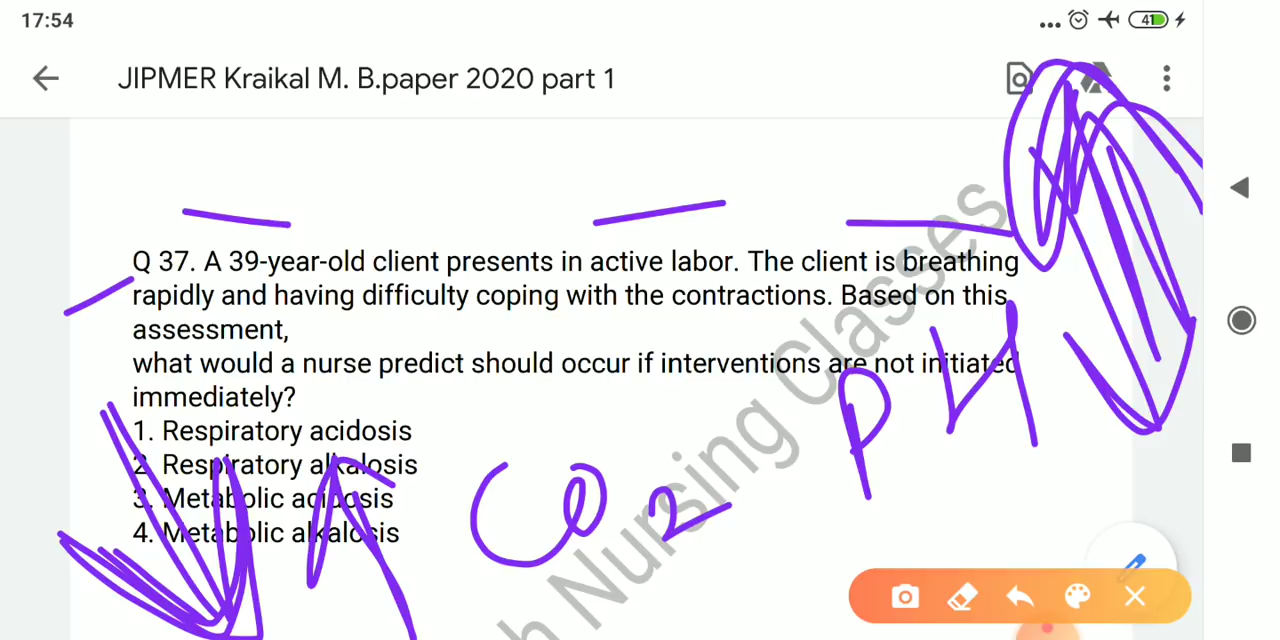 17:54
41
JIPMER Kraikal M. B.paper 2020 part 1
Q 37. A 39-year-old client presents in active labor. The client is breathing
rapidly and having difficulty coping with the contractions. Based on this
assessment,
what would a nurse predict should occur if interventions are not initiated
immediately?
1. Respiratory acidosis
2. Respiratory alkalosis
3. Metabolic acidosis
4. Metabolic alkalosis
CO2
PH
h Nursing Classes